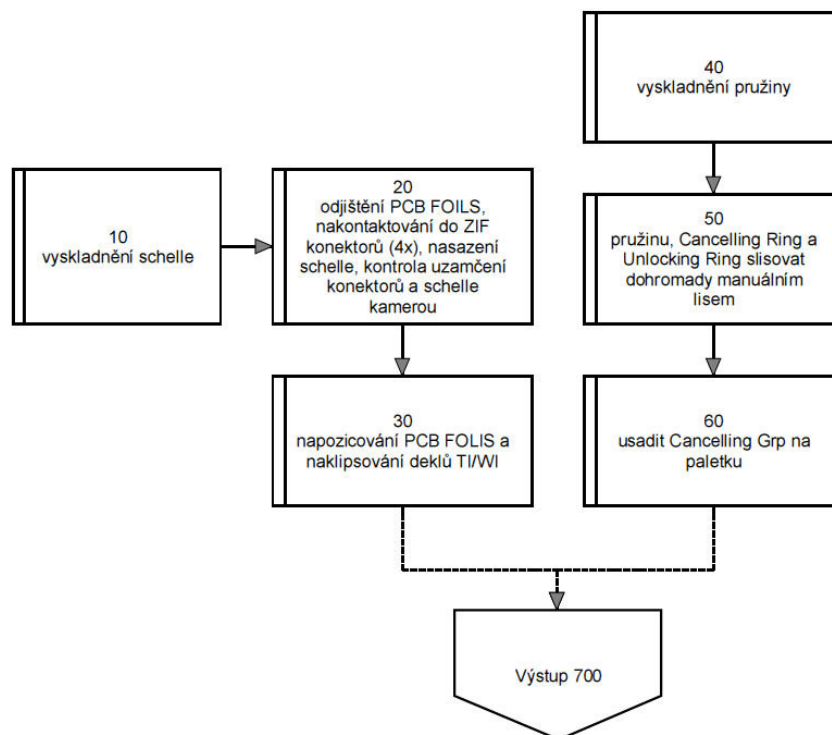 40
vyskladnění pružiny
10
vyskladnění schelle
20
odjištění PCB FOILS,
nakontaktování do ZIF
konektorů (4x), nasazení
schelle, kontrola uzamčení
konektorů a schelle
kamerou
50
pružinu, Cancelling Ring a
Unlocking Ring slisovat
dohromady manuálním
lisem
30
napozicování PCB FOLIS a
naklipsování deklů TI/WI
60
usadit Cancelling Grp na
paletku
Výstup 700